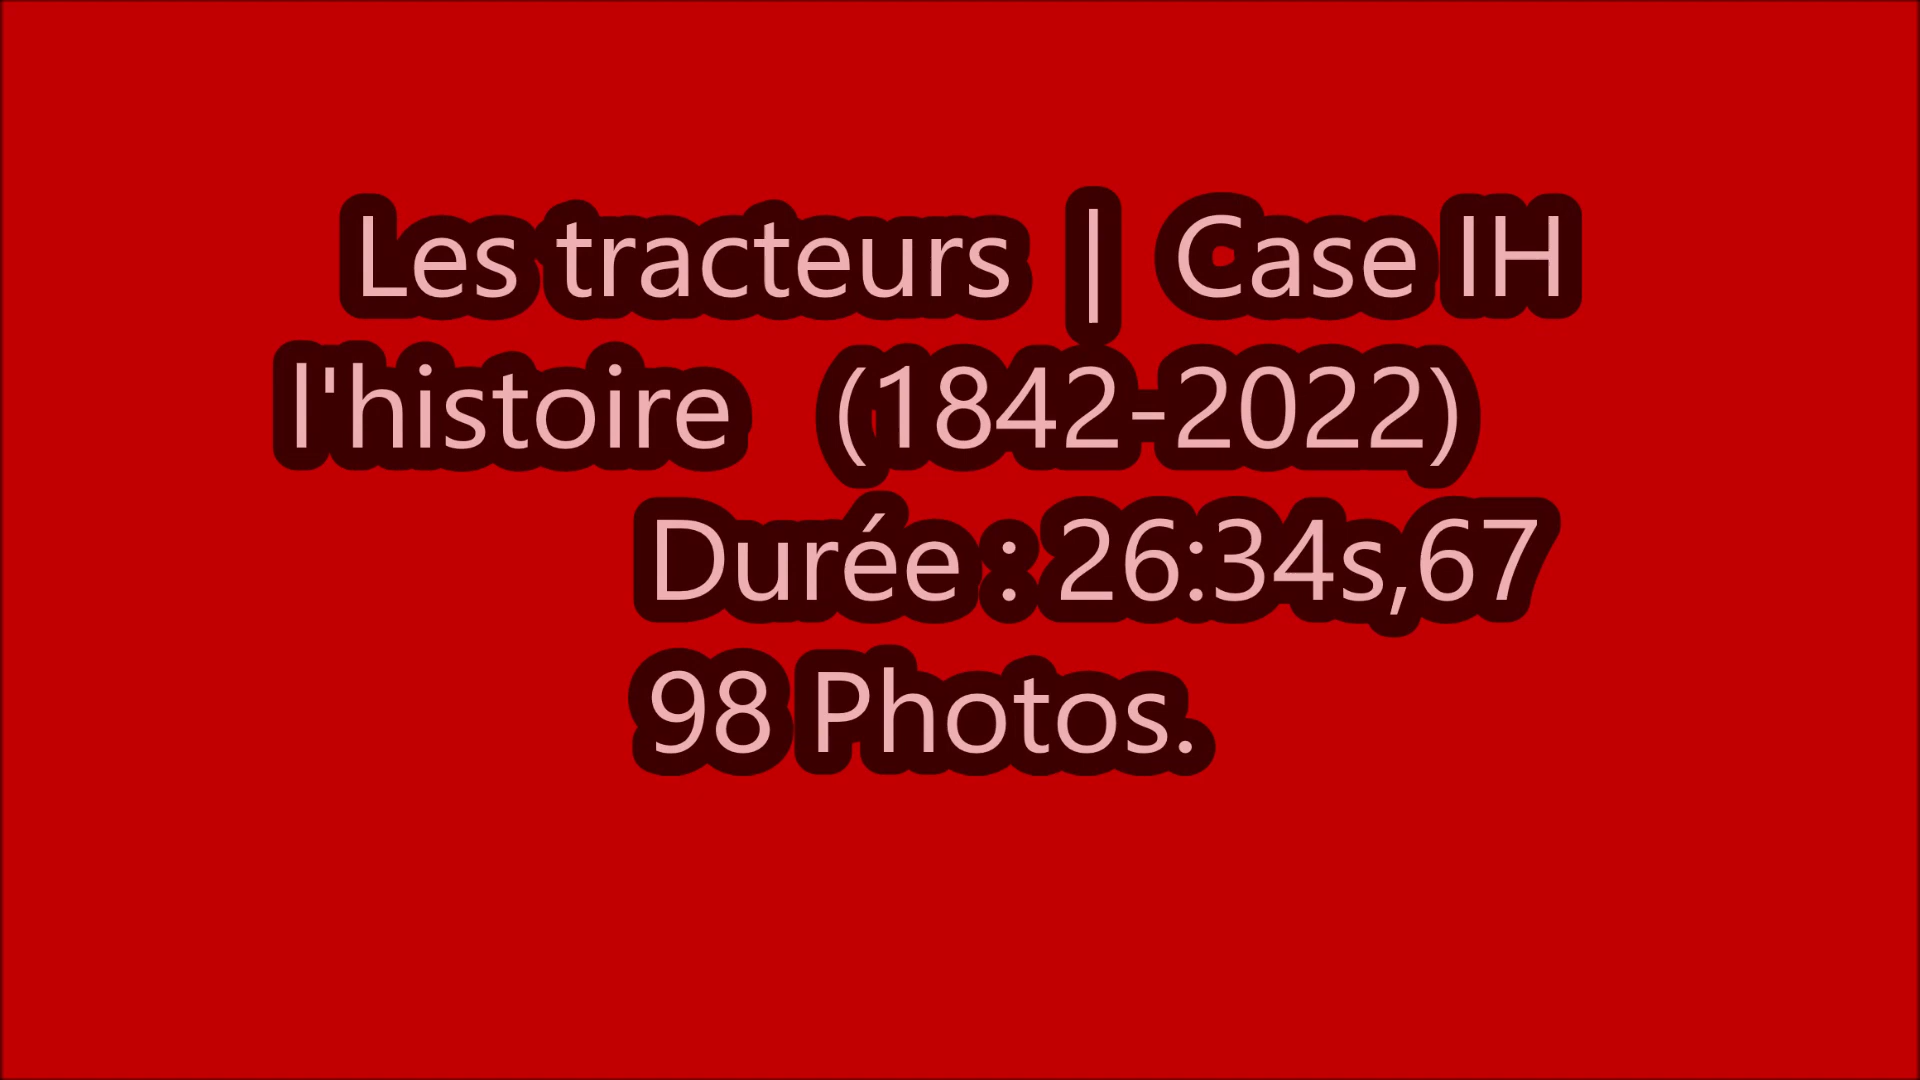 Les tracteurs | Case IH
l'histoire (1842-2022)
Durée : 26:34s,67
98 Photos.